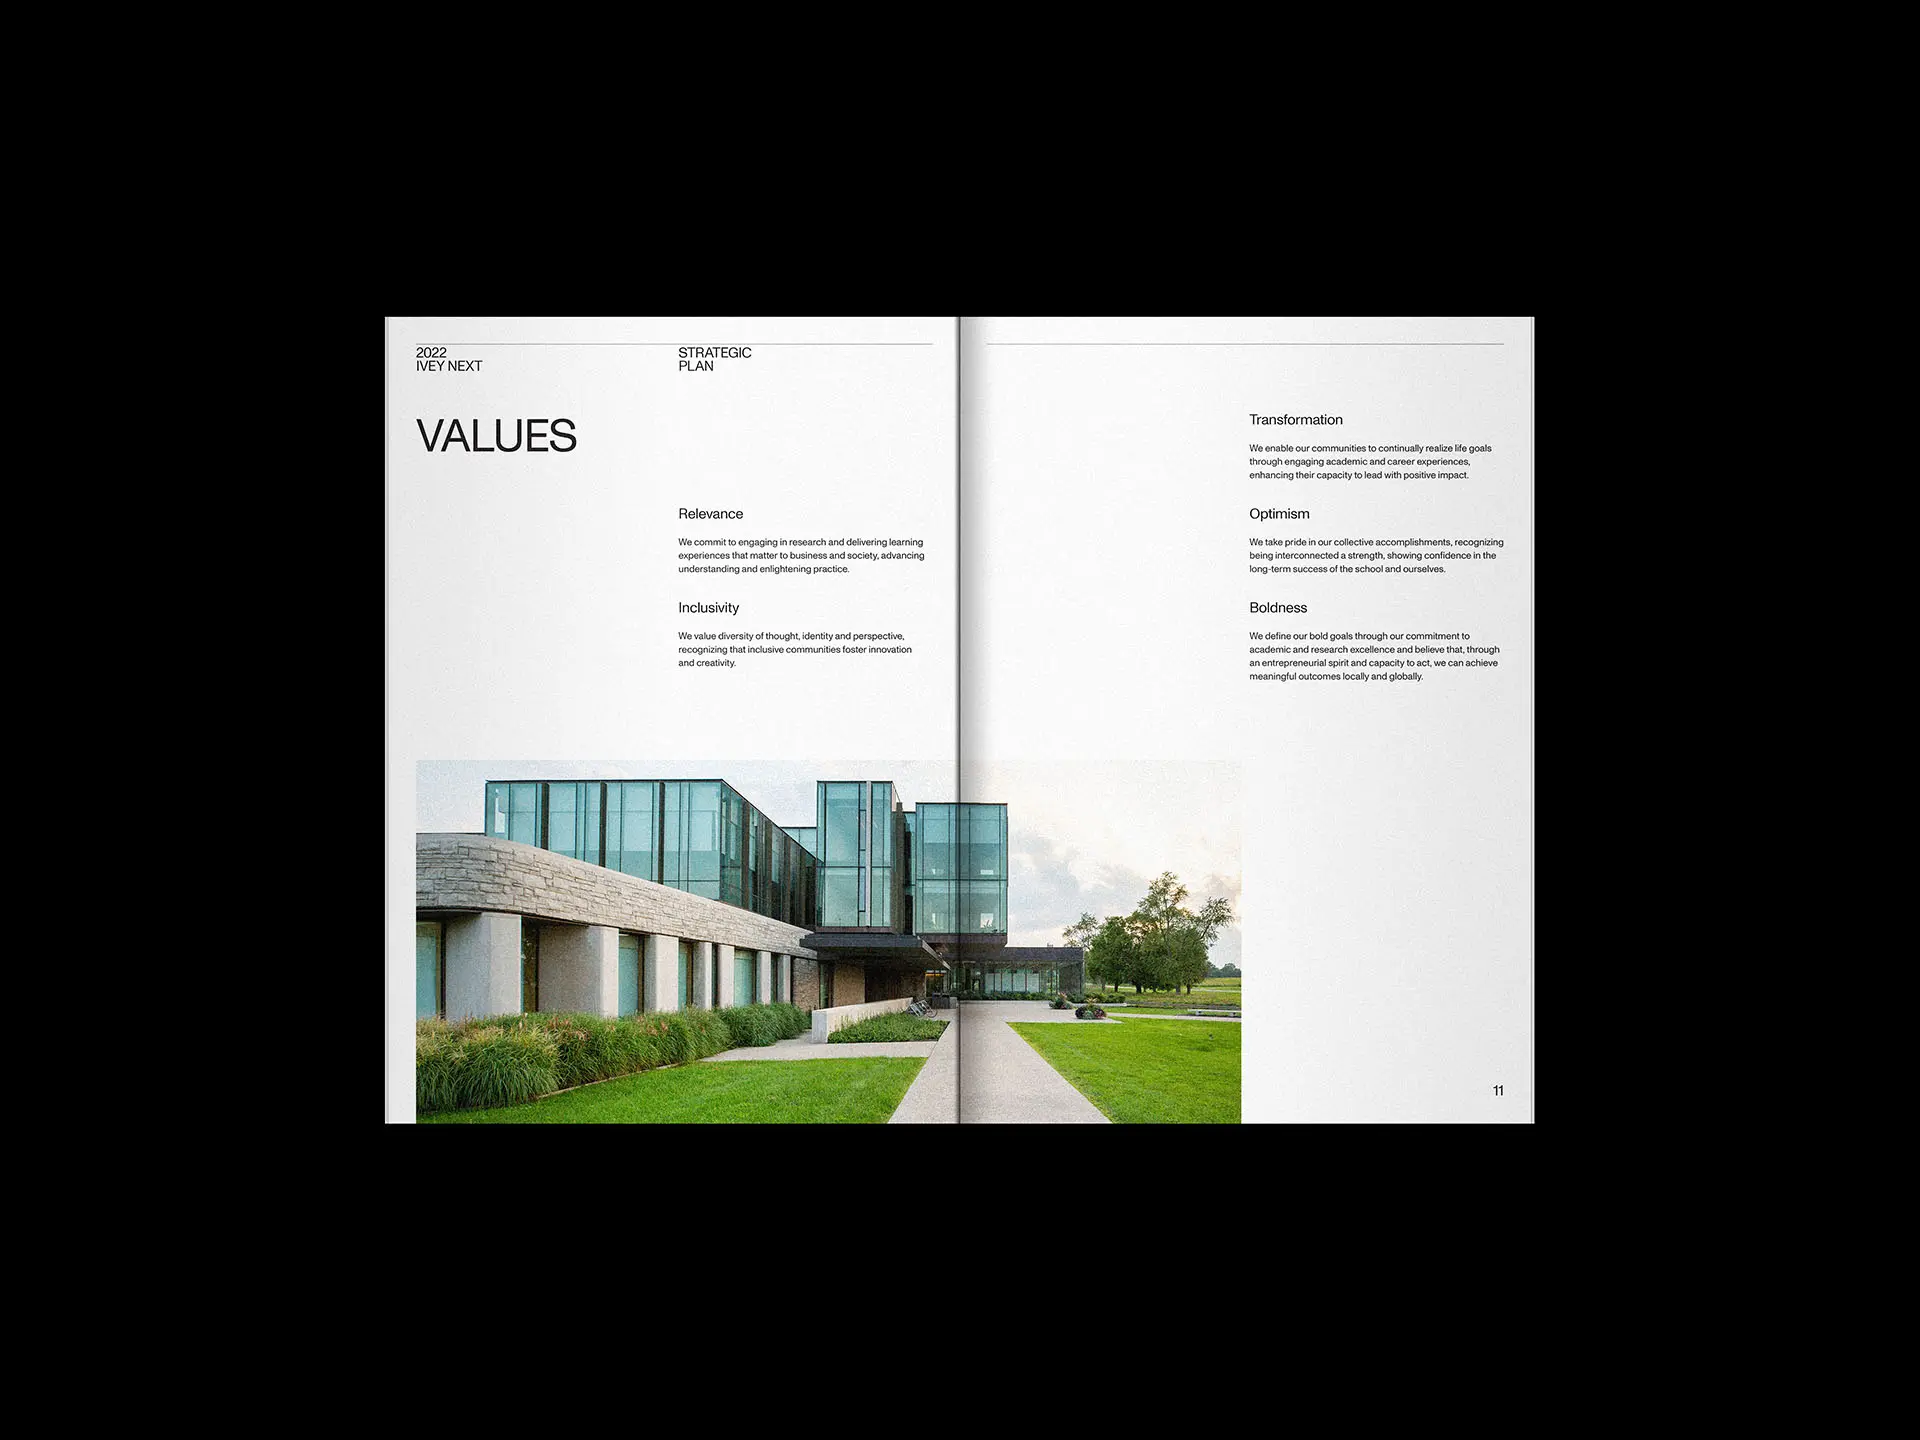 2022
IVEY NEXT
STRATEGIC
PLAN
VALUES
Relevance
We commit to engaging in research and delivering learning
experiences that matter to business and society, advancing
understanding and enlightening practice.
Inclusivity
We value diversity of thought, identity and perspective,
recognizing that inclusive communities foster innovation
and creativity.
Transformation
We enable our communities to continually realize life goals
through engaging academic and career experiences,
enhancing their capacity to lead with positive impact.
Optimism
We take pride in our collective accomplishments, recognizing
being interconnected a strength, showing confidence in the
long-term success of the school and ourselves.
Boldness
We define our bold goals through our commitment to
academic and research excellence and believe that, through
an entrepreneurial spirit and capacity to act, we can achieve
meaningful outcomes locally and globally.
11